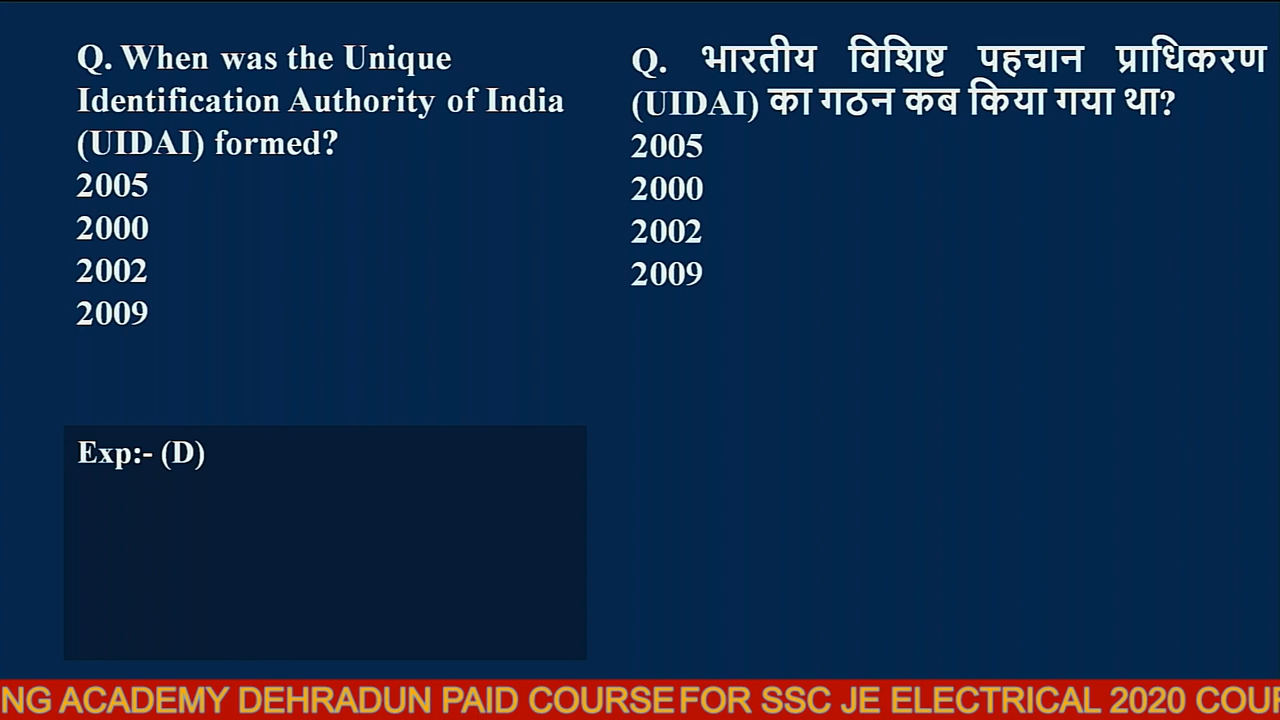 Q. When was the Unique
Identification Authority of India
(UIDAI) formed?
2005
2000
2002
2009
Q. भारतीय विशिष्ट पहचान प्राधिकरण
(UIDAI) का गठन कब किया गया था?
2005
2000
2002
2009
Exp:- (D)
NG ACADEMY DEHRADUN PAID COURSE FOR SSC JE ELECTRICAL 2020 COU